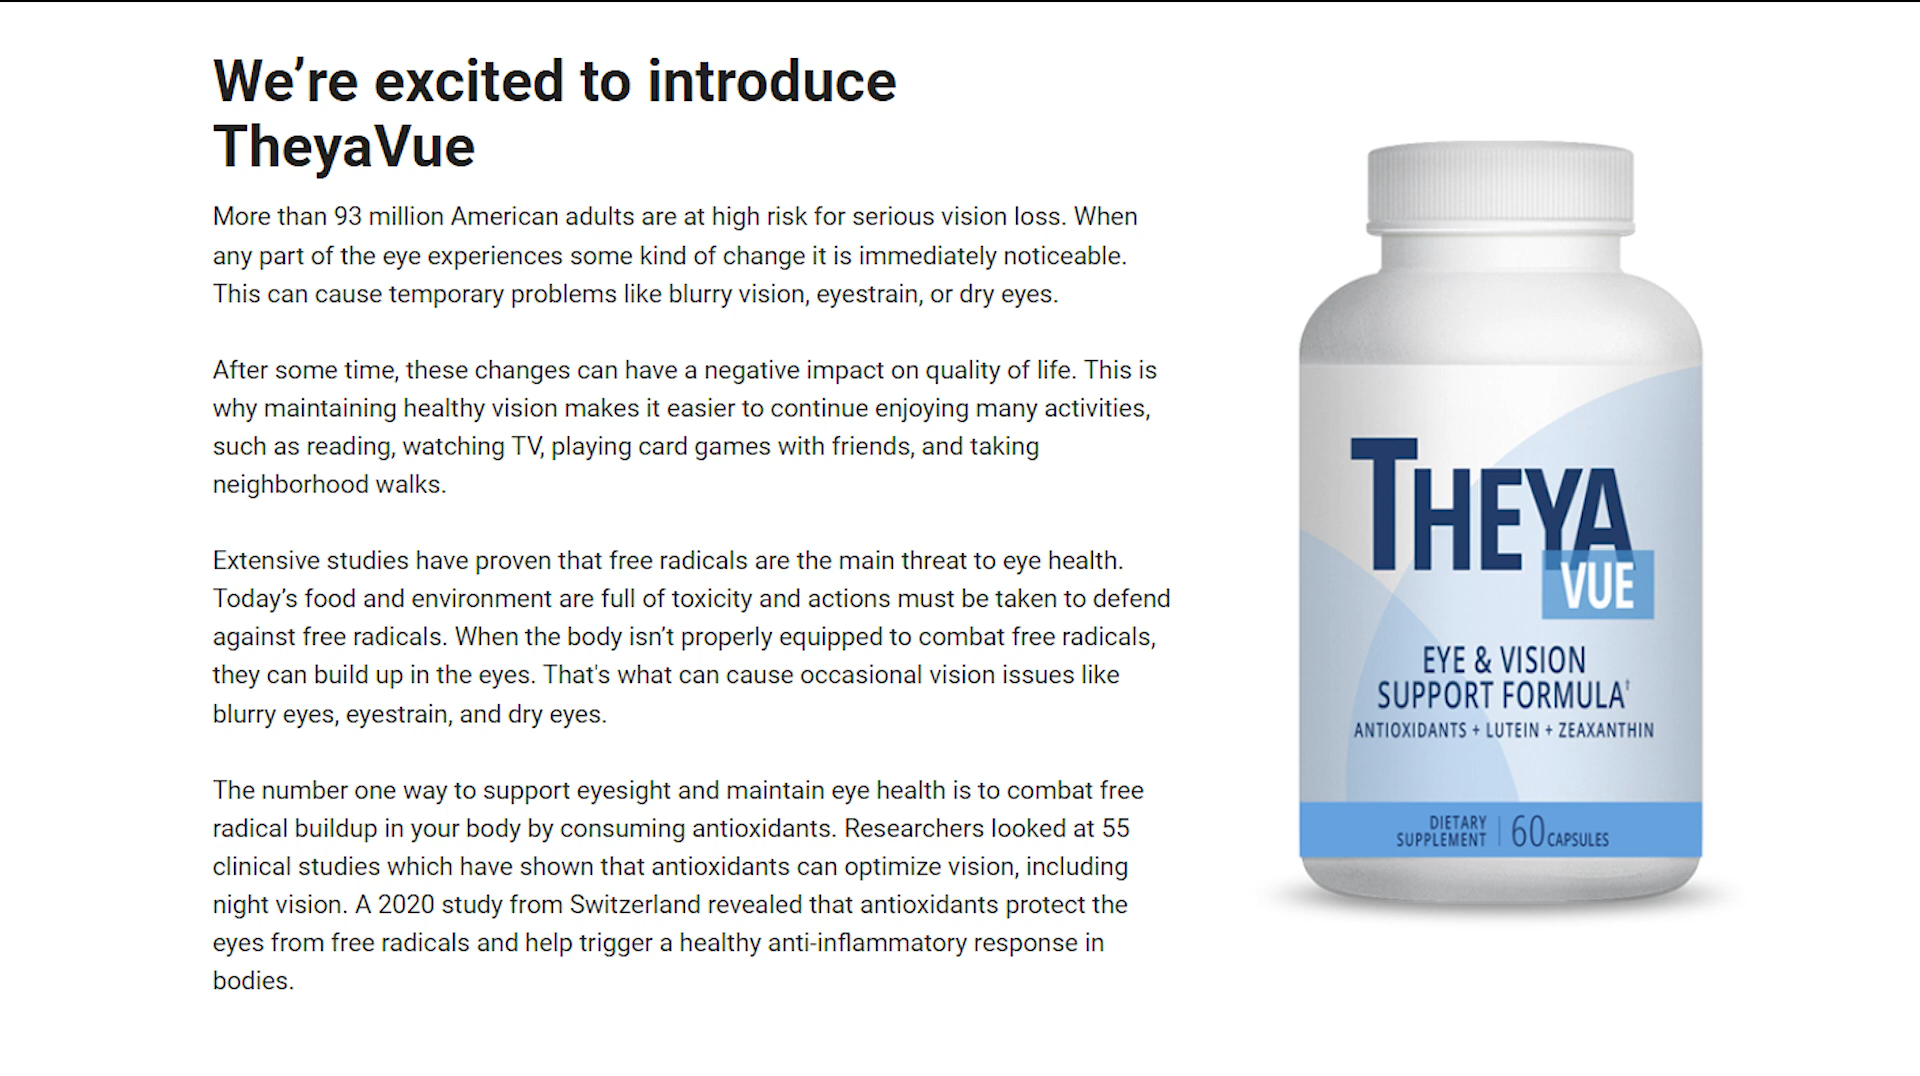 We’re excited to introduce
TheyaVue
More than 93 million American adults are at high risk for serious vision loss. When
any part of the eye experiences some kind of change it is immediately noticeable.
This can cause temporary problems like blurry vision, eyestrain, or dry eyes.
After some time, these changes can have a negative impact on quality of life. This is
why maintaining healthy vision makes it easier to continue enjoying many activities,
such as reading, watching TV, playing card games with friends, and taking
neighborhood walks.
Extensive studies have proven that free radicals are the main threat to eye health.
Today’s food and environment are full of toxicity and actions must be taken to defend
against free radicals. When the body isn’t properly equipped to combat free radicals,
they can build up in the eyes. That's what can cause occasional vision issues like
blurry eyes, eyestrain, and dry eyes.
The number one way to support eyesight and maintain eye health is to combat free
radical buildup in your body by consuming antioxidants. Researchers looked at 55
clinical studies which have shown that antioxidants can optimize vision, including
night vision. A 2020 study from Switzerland revealed that antioxidants protect the
eyes from free radicals and help trigger a healthy anti-inflammatory response in
bodies.
THEYA
VUE
EYE & VISION
SUPPORT FORMULA†
ANTIOXIDANTS + LUTEIN + ZEAXANTHIN
DIETARY
SUPPLEMENT | 60 CAPSULES